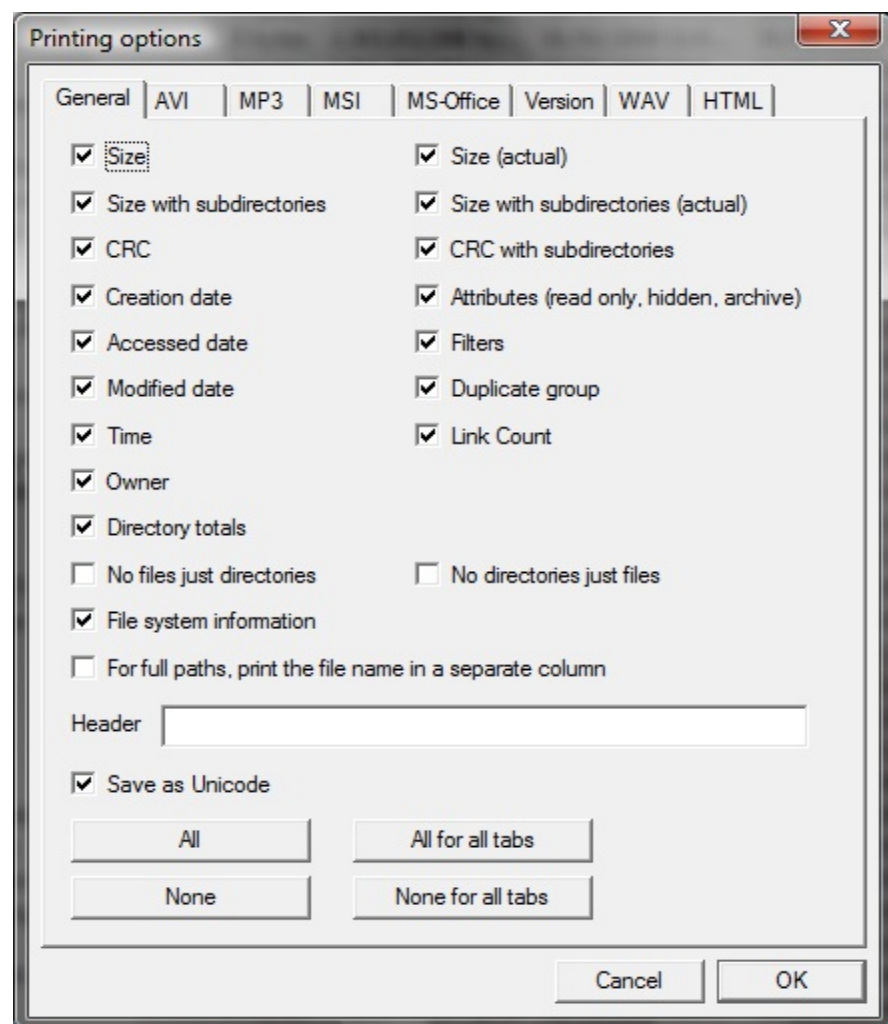 Printing options
General AVI MP3 MSI MS-Office Version WAV HTML
Size Size (actual)
Size with subdirectories Size with subdirectories (actual)
CRC CRC with subdirectories
Creation date Attributes (read only, hidden, archive)
Accessed date Filters
Modified date Duplicate group
Time Link Count
Owner
Directory totals
No files just directories No directories just files
File system information
For full paths, print the file name in a separate column
Header
Save as Unicode
All All for all tabs
None None for all tabs
Cancel OK